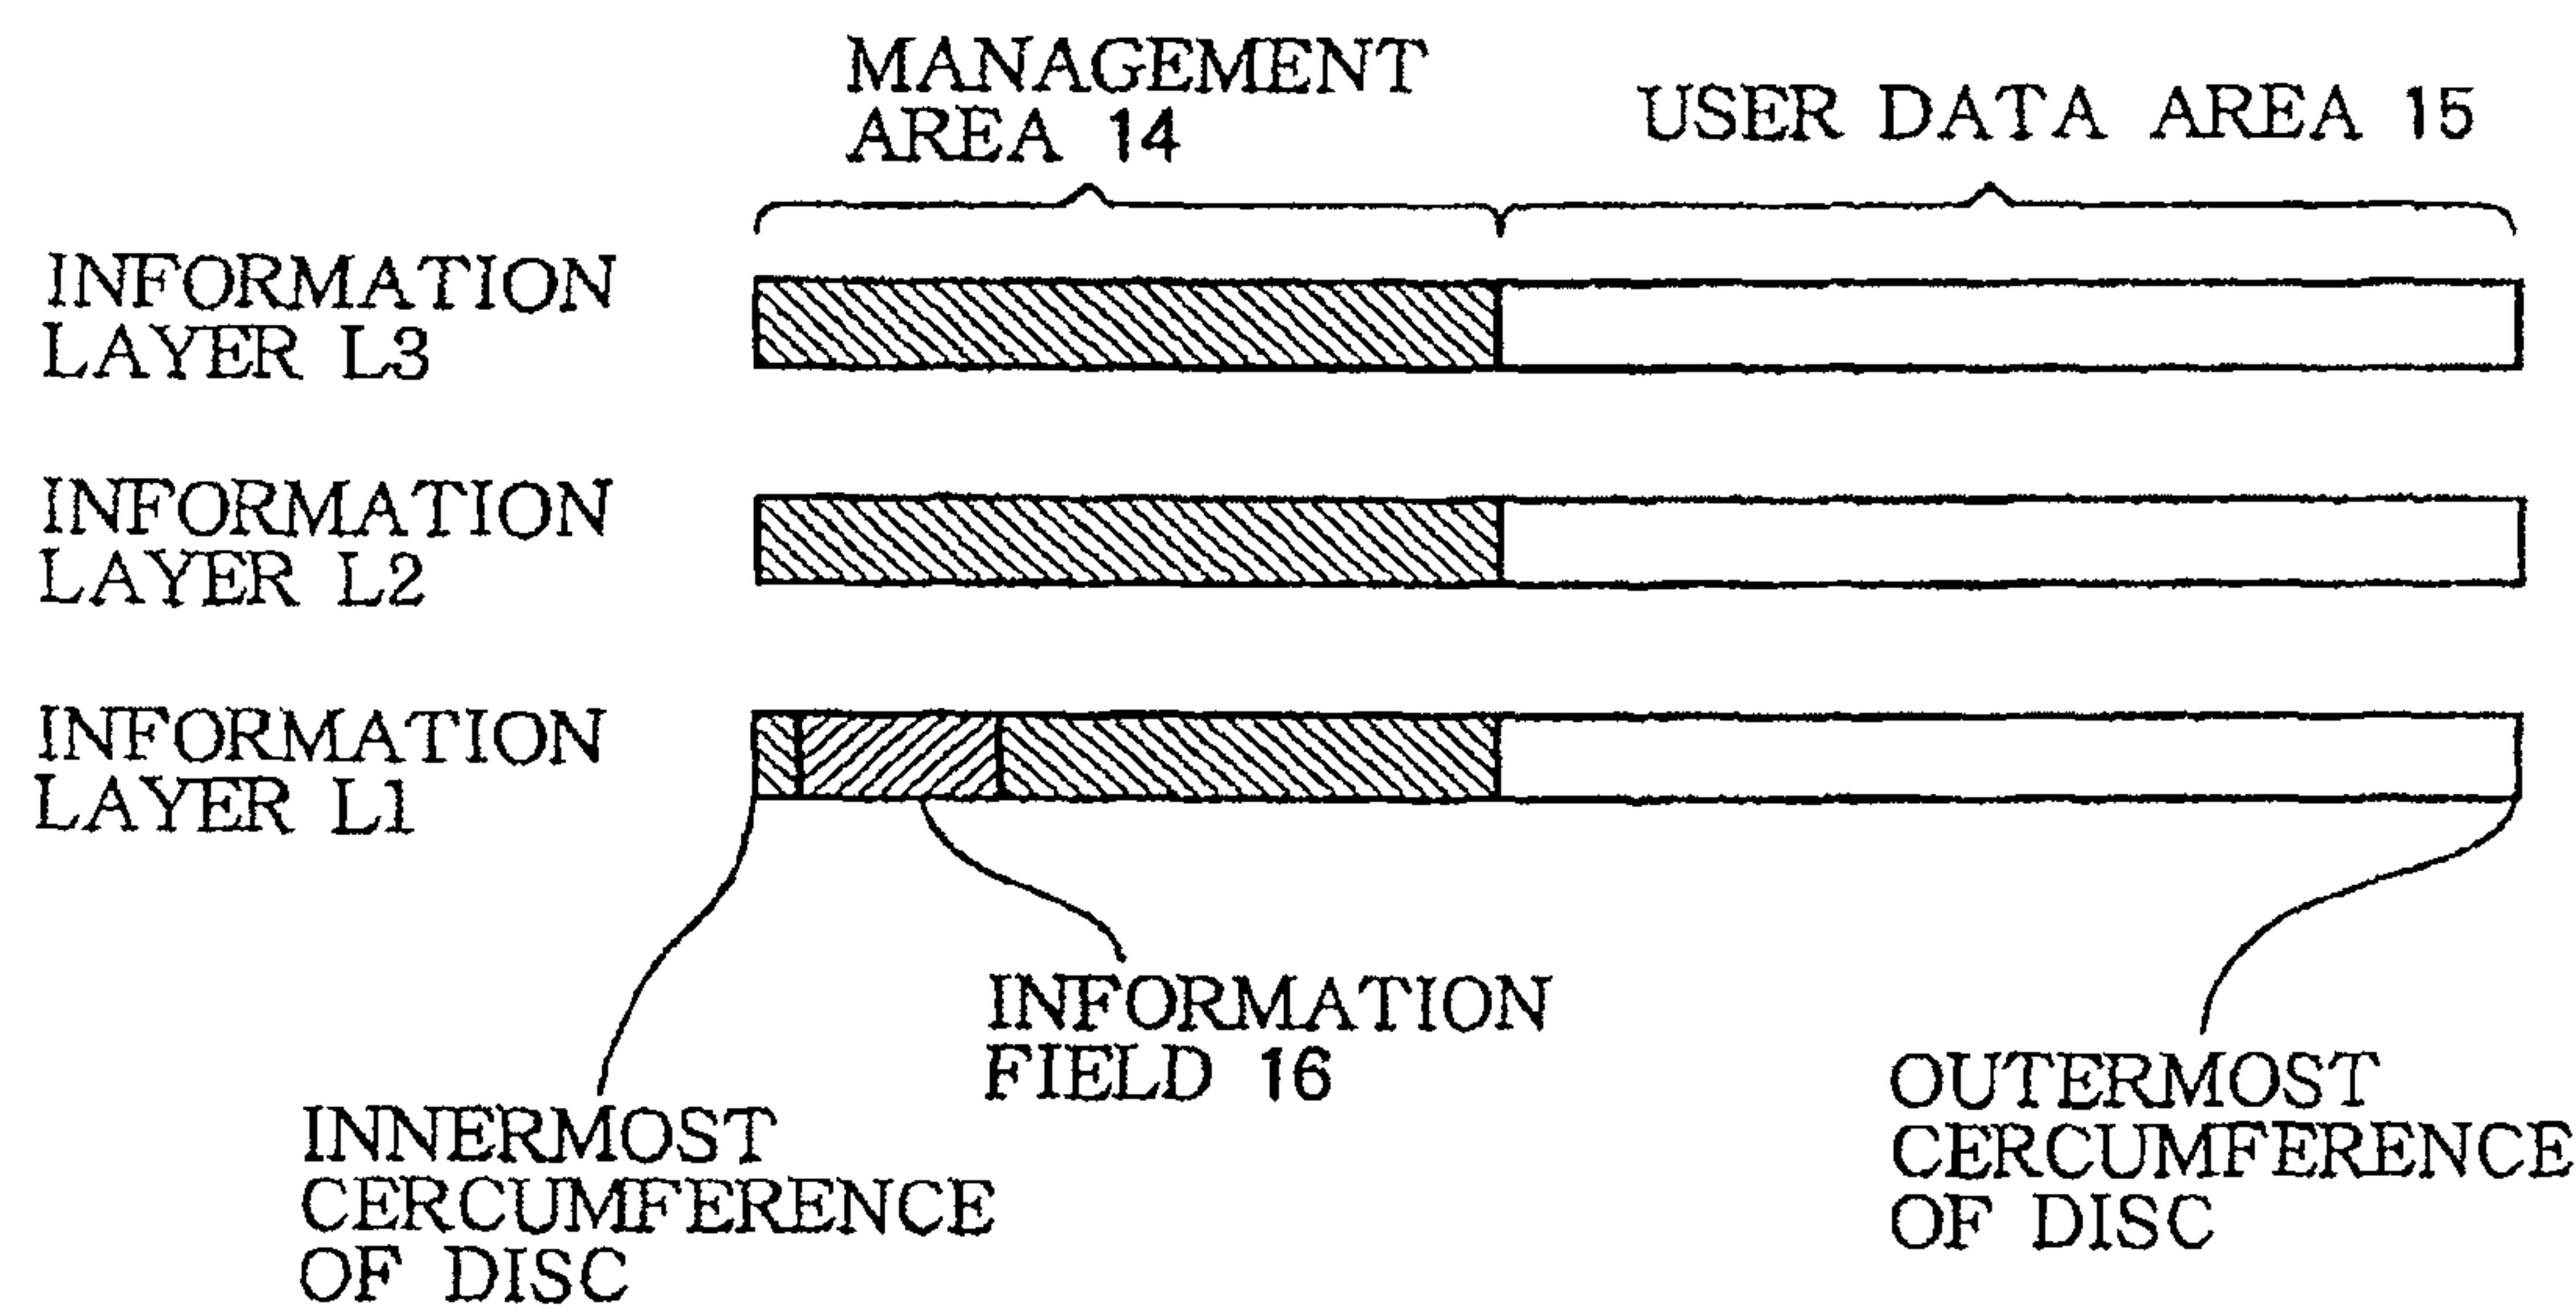 MANAGEMENT
AREA 14
USER DATA AREA 15
INFORMATION
LAYER L3
INFORMATION
LAYER L2
INFORMATION
LAYER L1
INFORMATION
FIELD 16
INNERMOST
CERCUMFERENCE
OF DISC
OUTERMOST
CERCUMFERENCE
OF DISC